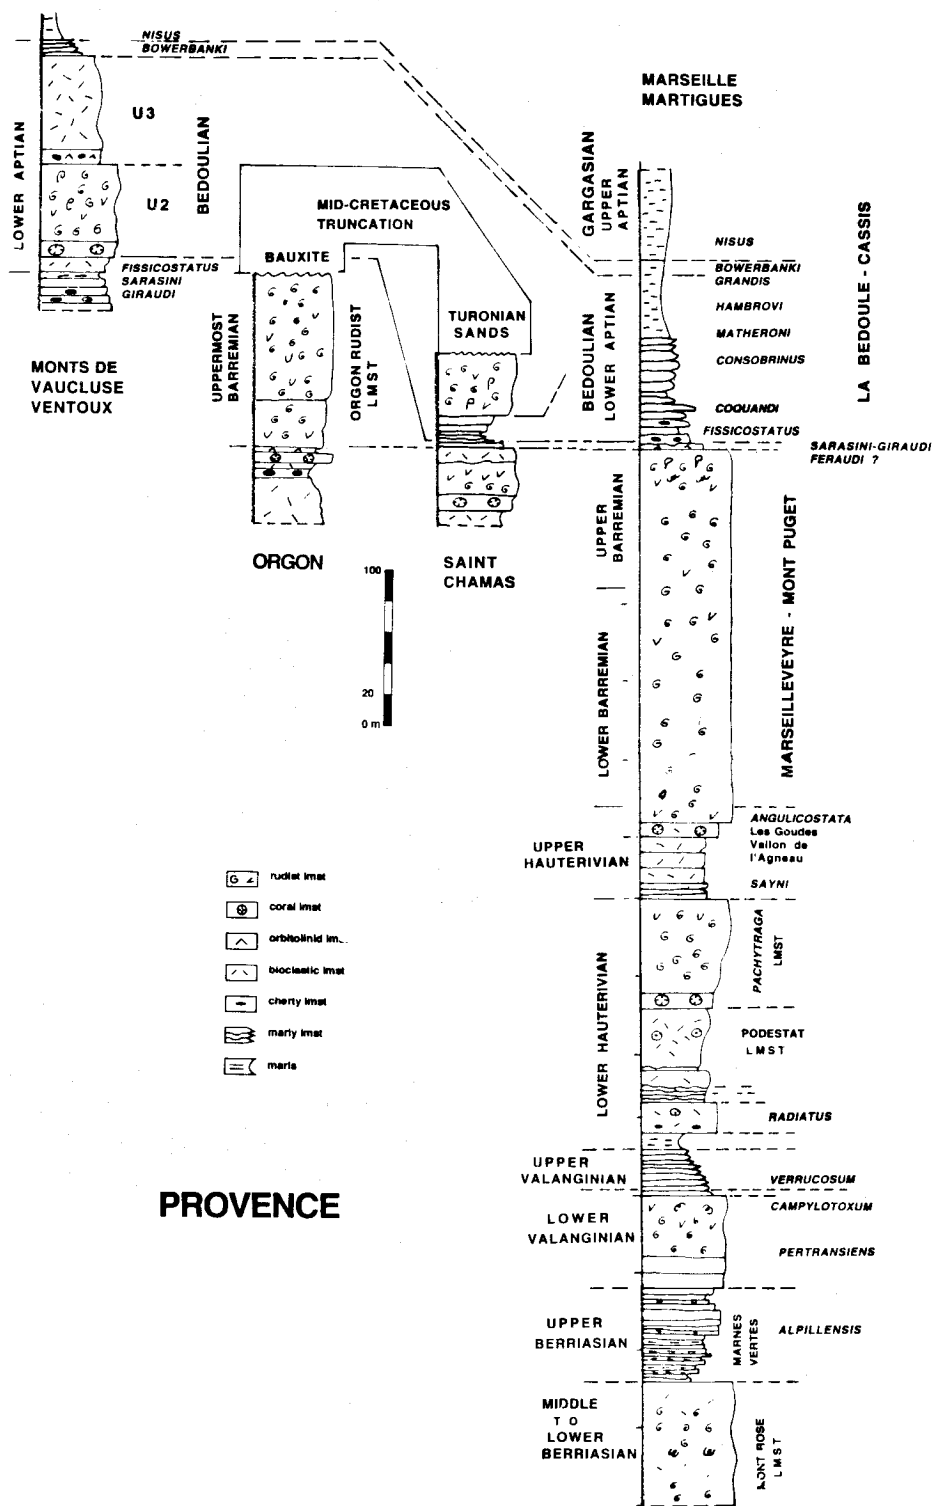 NISUS
BOWERBANKI
U3
U2
LOWER APTIAN
BEDOULIAN
FISSICOSTATUS
SARASINI
GIRAUDI
MONTS DE
VAUCLUSE
VENTOUX
MID-CRETACEOUS
TRUNCATION
BAUXITE
UPPERMOST
BARREMIAN
ORGON RUDIST
LMST
ORGON
TURONIAN
SANDS
SAINT
CHAMAS
100
20
0 m
MARSEILLE
MARTIGUES
GARGASIAN
UPPER
APTIAN
BEDOULIAN
LOWER APTIAN
NISUS
BOWERBANKI
GRANDIS
HAMBROVI
MATHERONI
CONSOBRINUS
COQUANDI
FISSICOSTATUS
SARASINI-GIRAUDI
FERAUDI ?
LA BEDOULE - CASSIS
UPPER
BARREMIAN
LOWER BARREMIAN
MARSEILLEVEYRE - MONT PUGET
ANGULICOSTATA
Les Goudes
Vallon de
l'Agneau
UPPER
HAUTERIVIAN
SAYNI
LOWER HAUTERIVIAN
PACHYTRAGA
LMST
PODESTAT
LMST
RADIATUS
UPPER
VALANGINIAN
VERRUCOSUM
LOWER
VALANGINIAN
CAMPYLOTOXUM
PERTRANSIENS
UPPER
BERRIASIAN
MARNES
VERTES
ALPILLENSIS
MIDDLE
TO
LOWER
BERRIASIAN
MONT ROSE
LMST
rudist lmst
coral lmst
orbitolinid lm..
bioclastic lmst
cherty lmst
marly lmst
marls
PROVENCE